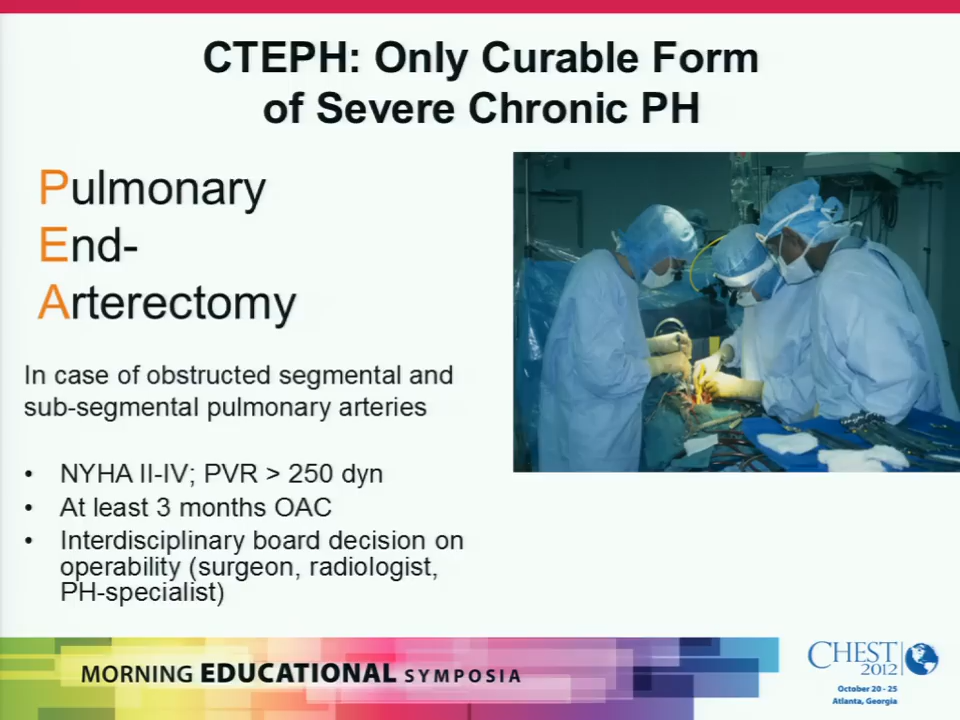 CTEPH: Only Curable Form
of Severe Chronic PH
Pulmonary
End-
Arterectomy
In case of obstructed segmental and
sub-segmental pulmonary arteries
• NYHA II-IV; PVR > 250 dyn
• At least 3 months OAC
• Interdisciplinary board decision on
operability (surgeon, radiologist,
PH-specialist)
MORNING EDUCATIONAL SYMPOSIA
CHEST
2012
October 20 - 25
Atlanta, Georgia